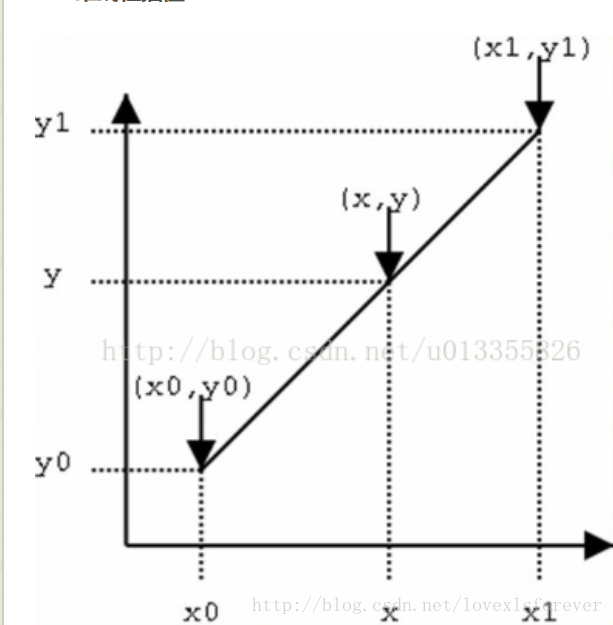 (x1,y1)
y1
(x,y)
y
http://blog.csdn.net/u013355826
(x0,y0)
y0
http://blog.csdn.net/lovexlsforever
x0 x x1